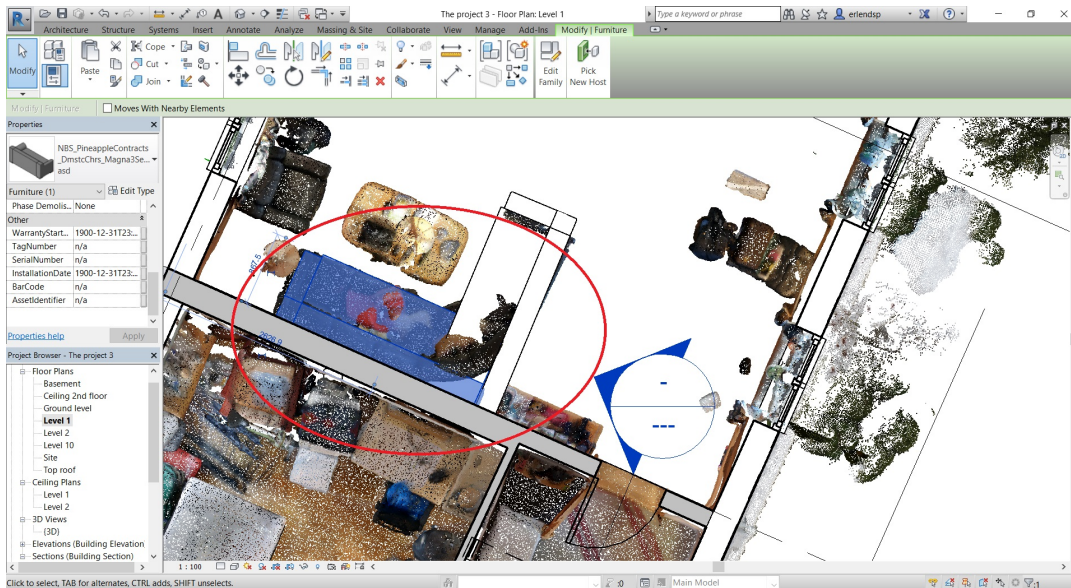 The project 3 - Floor Plan: Level 1
Type a keyword or phrase
erlendsp
Architecture Structure Systems Insert Annotate Analyze Massing & Site Collaborate View Manage Add-Ins Modify | Furniture
Modify
Paste
Cope
Cut
Join
Edit Family
Pick New Host
Modify | Furniture
Moves With Nearby Elements
Properties
NBS_PineappleContracts
_DmstcChrs_Magna3Se...
asd
Furniture (1)
Edit Type
Phase Demolis... None
Other
WarrantyStart... 1900-12-31T23:...
TagNumber n/a
SerialNumber n/a
InstallationDate 1900-12-31T23:...
BarCode n/a
AssetIdentifier n/a
Properties help
Apply
Project Browser - The project 3
Floor Plans
Basement
Ceiling 2nd floor
Ground level
Level 1
Level 2
Level 10
Site
Top roof
Ceiling Plans
Level 1
Level 2
3D Views
{3D}
Elevations (Building Elevation
Sections (Building Section)
1 : 100
Click to select, TAB for alternates, CTRL adds, SHIFT unselects.
:0
Main Model
:1